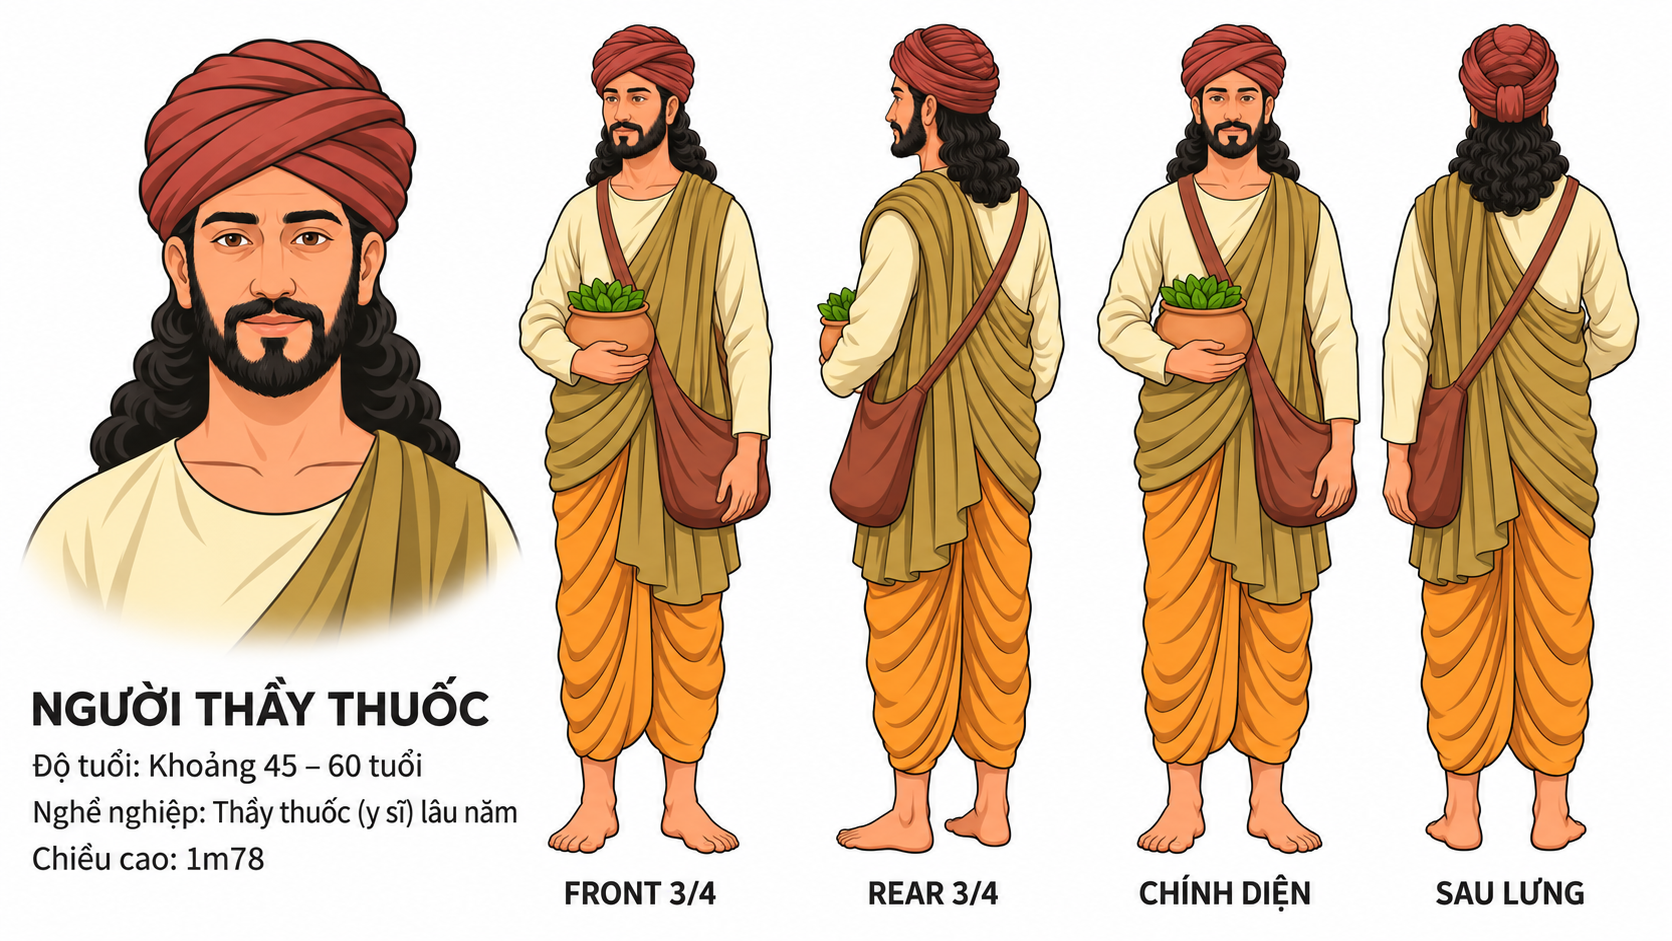 NGƯỜI THẦY THUỐC
Độ tuổi: Khoảng 45 – 60 tuổi
Nghề nghiệp: Thầy thuốc (y sĩ) lâu năm
Chiều cao: 1m78
FRONT 3/4
REAR 3/4
CHÍNH DIỆN
SAU LƯNG